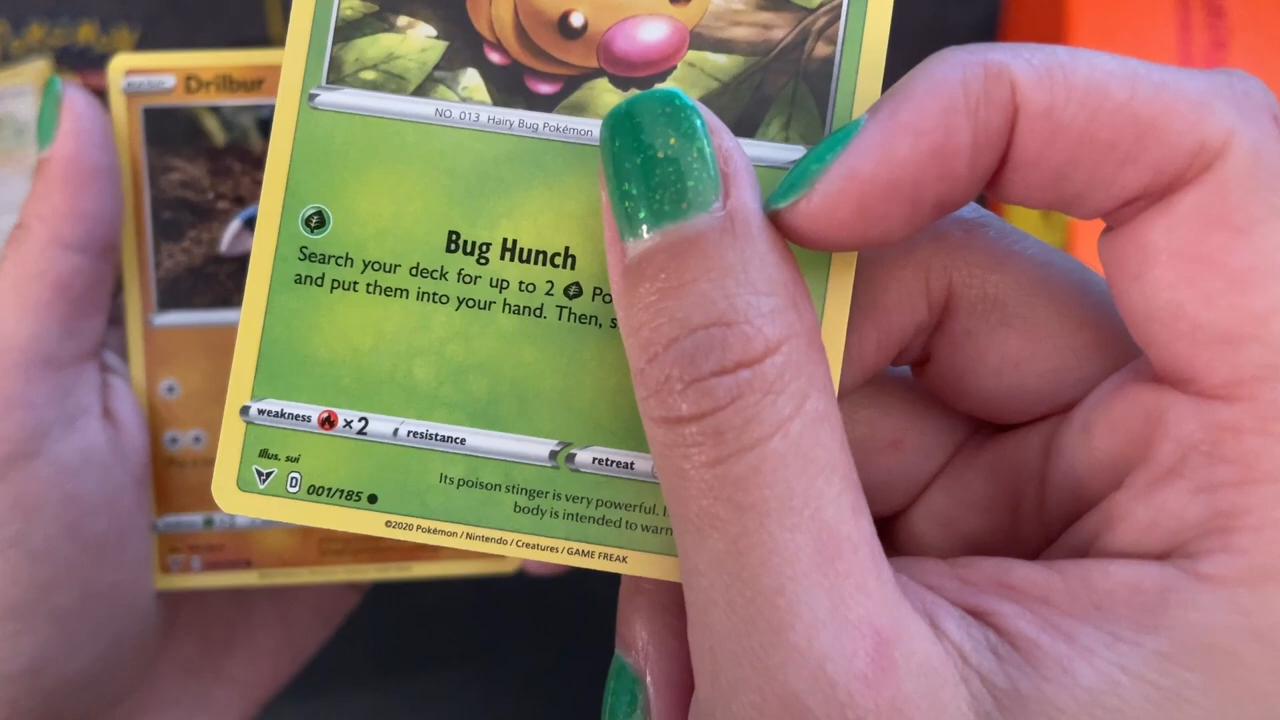 Drilbur
NO. 013 Hairy Bug Pokémon
Bug Hunch
Search your deck for up to 2 Po
and put them into your hand. Then, s
weakness ×2 resistance
retreat
Illus. sui
D 001/185
Its poison stinger is very powerful. I
body is intended to warn
©2020 Pokémon / Nintendo / Creatures / GAME FREAK